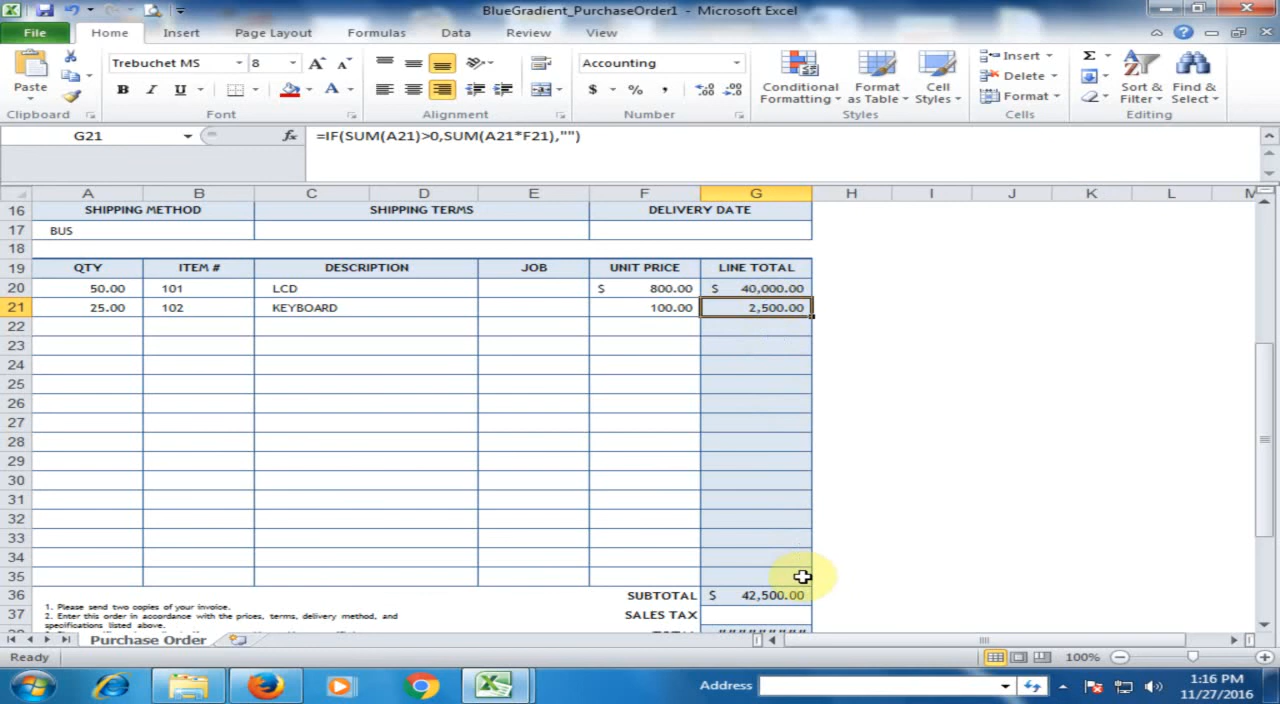 BlueGradient_PurchaseOrder1 - Microsoft Excel
File Home Insert Page Layout Formulas Data Review View
Paste
Trebuchet MS 8 A A
B I U A
Accounting
$ % , .00 .00
Conditional Formatting
Format as Table
Cell Styles
Insert
Delete
Format
Σ
Sort & Filter
Find & Select
Clipboard Font Alignment Number Styles Cells Editing
G21 fx =IF(SUM(A21)>0,SUM(A21*F21),"")
A B C D E F G H I J K L M
16 SHIPPING METHOD SHIPPING TERMS DELIVERY DATE
17 BUS
18
19 QTY ITEM # DESCRIPTION JOB UNIT PRICE LINE TOTAL
20 50.00 101 LCD $ 800.00 $ 40,000.00
21 25.00 102 KEYBOARD 100.00 2,500.00
22
23
24
25
26
27
28
29
30
31
32
33
34
35
36 SUBTOTAL $ 42,500.00
1. Please send two copies of your invoice.
37 2. Enter this order in accordance with the prices, terms, delivery method, and SALES TAX
specifications listed above.
Purchase Order
Ready 100%
Address
1:16 PM
11/27/2016